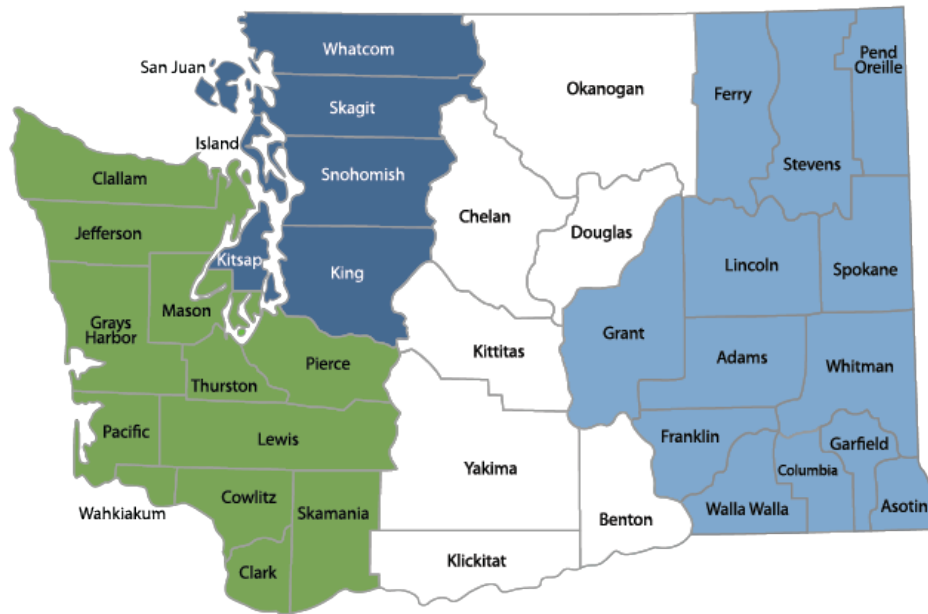 Whatcom
San Juan
Skagit
Island
Snohomish
Clallam
Jefferson
Kitsap
King
Mason
Grays
Harbor
Pierce
Thurston
Pacific
Lewis
Wahkiakum
Cowlitz
Skamania
Clark
Okanogan
Chelan
Douglas
Kittitas
Yakima
Klickitat
Benton
Ferry
Stevens
Pend
Oreille
Lincoln
Spokane
Grant
Adams
Whitman
Franklin
Walla Walla
Columbia
Garfield
Asotin